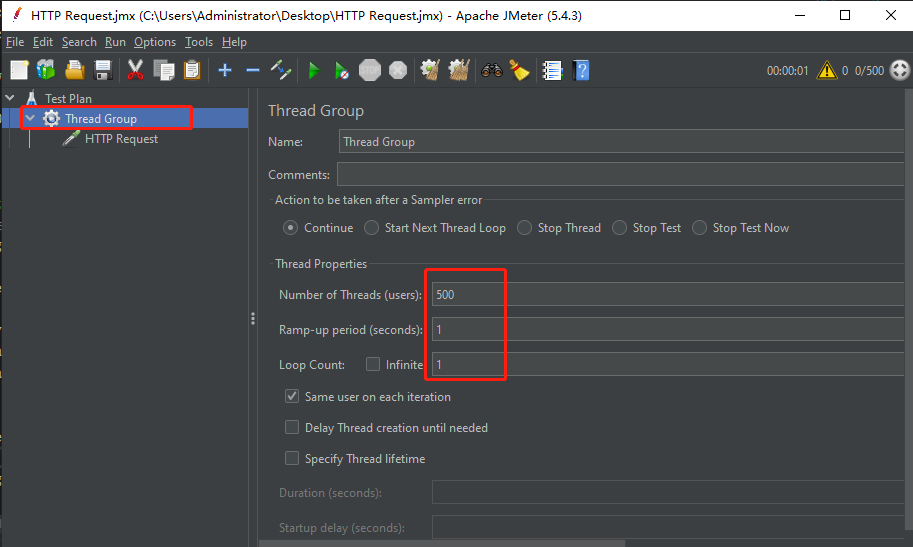 HTTP Request.jmx (C:\Users\Administrator\Desktop\HTTP Request.jmx) - Apache JMeter (5.4.3)
File Edit Search Run Options Tools Help
STOP 00:00:01 0 0/500
Test Plan
Thread Group
HTTP Request
Thread Group
Name: Thread Group
Comments:
Action to be taken after a Sampler error
Continue Start Next Thread Loop Stop Thread Stop Test Stop Test Now
Thread Properties
Number of Threads (users): 500
Ramp-up period (seconds): 1
Loop Count: Infinite 1
Same user on each iteration
Delay Thread creation until needed
Specify Thread lifetime
Duration (seconds):
Startup delay (seconds):